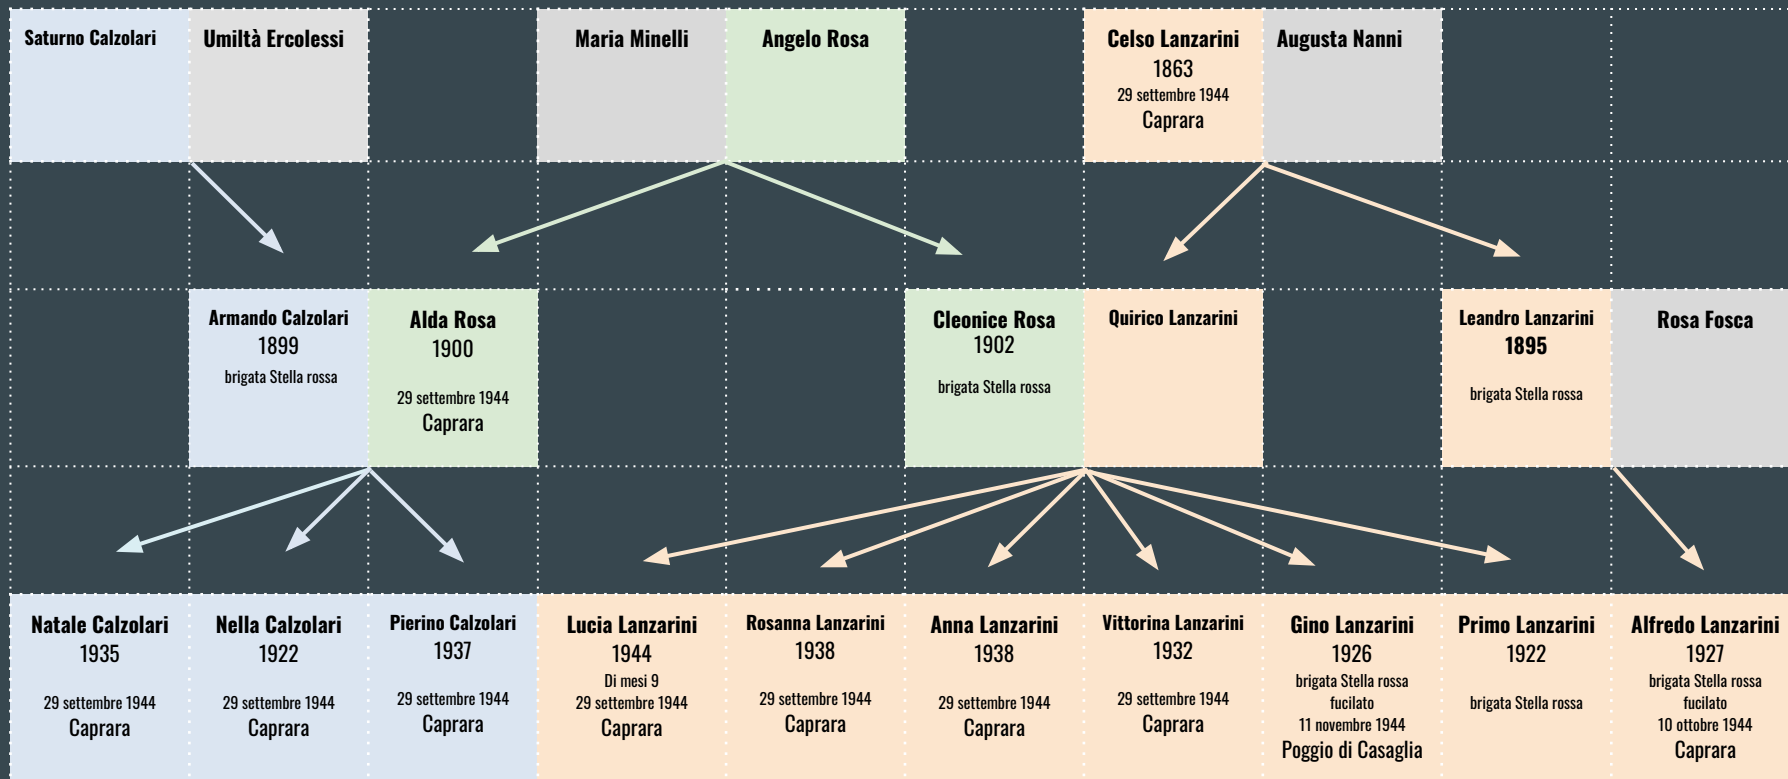 Saturno Calzolari
Umiltà Ercolessi
Maria Minelli
Angelo Rosa
Celso Lanzarini
1863
29 settembre 1944
Caprara
Augusta Nanni
Armando Calzolari
1899
brigata Stella rossa
Alda Rosa
1900
29 settembre 1944
Caprara
Cleonice Rosa
1902
brigata Stella rossa
Quirico Lanzarini
Leandro Lanzarini
1895
brigata Stella rossa
Rosa Fosca
Natale Calzolari
1935
29 settembre 1944
Caprara
Nella Calzolari
1922
29 settembre 1944
Caprara
Pierino Calzolari
1937
29 settembre 1944
Caprara
Lucia Lanzarini
1944
Di mesi 9
29 settembre 1944
Caprara
Rosanna Lanzarini
1938
29 settembre 1944
Caprara
Anna Lanzarini
1938
29 settembre 1944
Caprara
Vittorina Lanzarini
1932
29 settembre 1944
Caprara
Gino Lanzarini
1926
brigata Stella rossa
fucilato
11 novembre 1944
Poggio di Casaglia
Primo Lanzarini
1922
brigata Stella rossa
Alfredo Lanzarini
1927
brigata Stella rossa
fucilato
10 ottobre 1944
Caprara